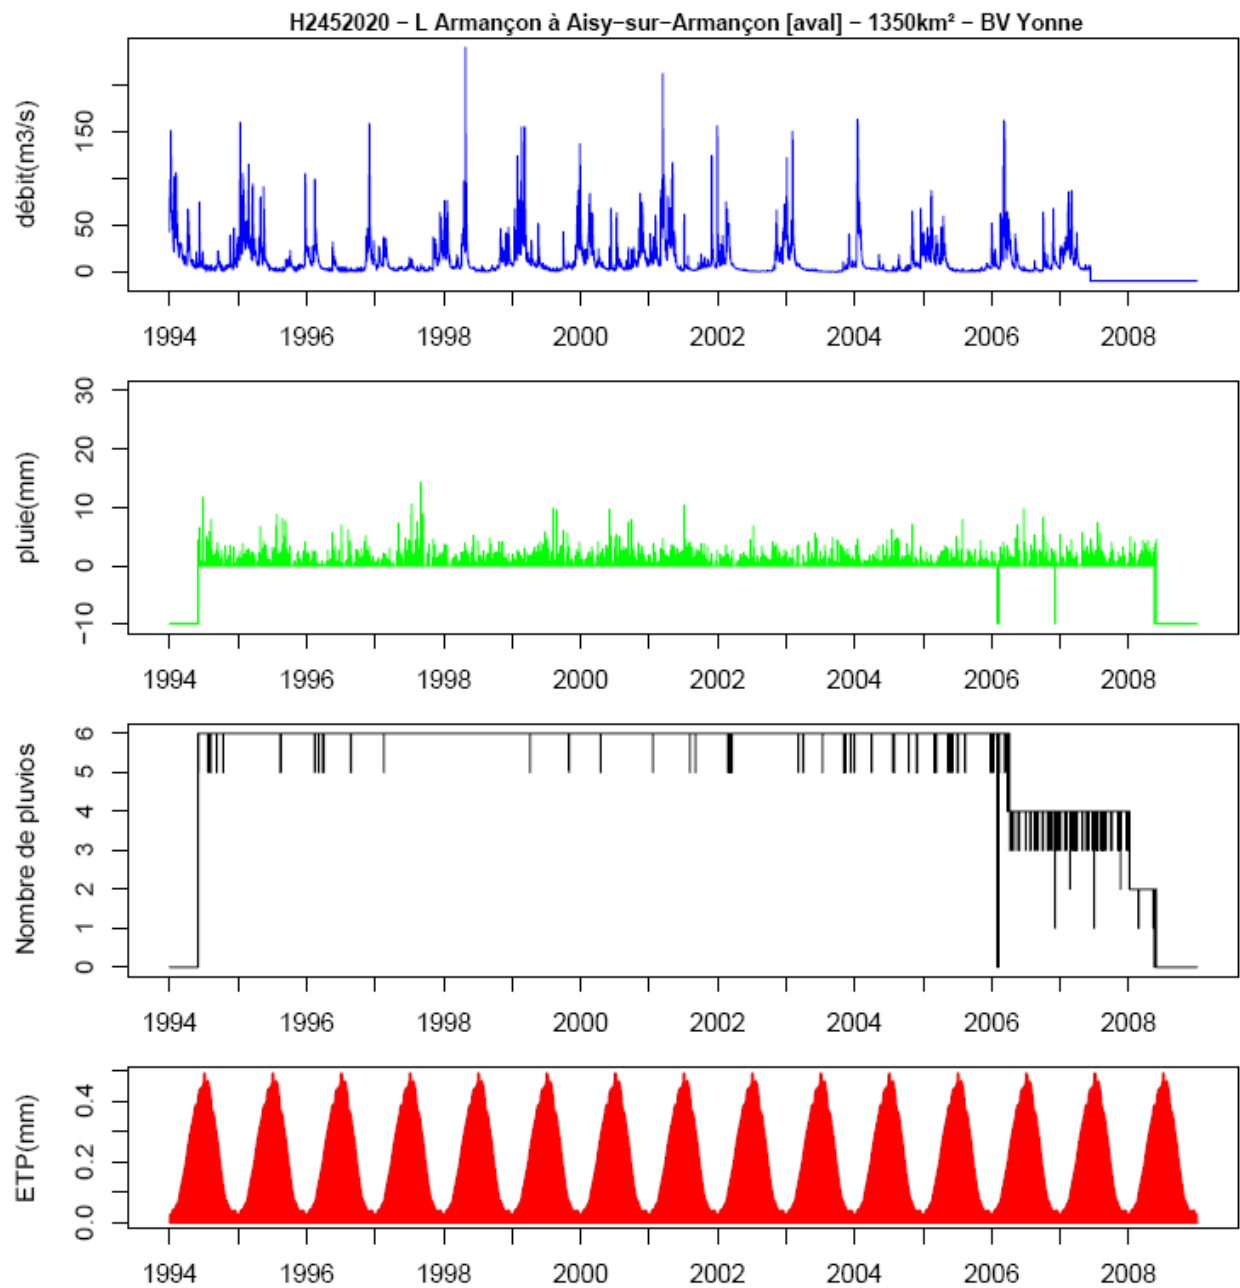 H2452020 − L Armançon à Aisy−sur−Armançon [aval] − 1350km² − BV Yonne
débit(m3/s)
150
50
0
1994 1996 1998 2000 2002 2004 2006 2008
pluie(mm)
30
20
10
0
−10
1994 1996 1998 2000 2002 2004 2006 2008
Nombre de pluvios
6
5
4
3
2
1
0
1994 1996 1998 2000 2002 2004 2006 2008
ETP(mm)
0.4
0.2
0.0
1994 1996 1998 2000 2002 2004 2006 2008